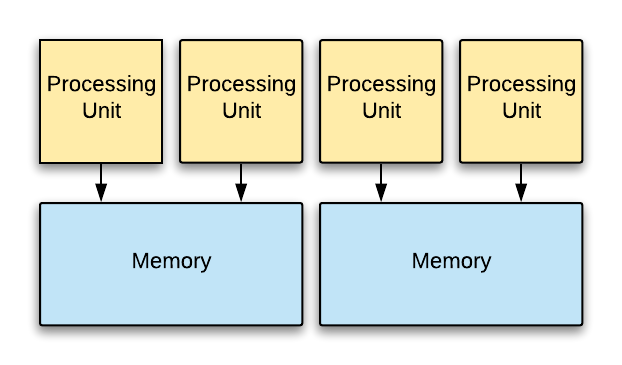 Processing
Unit
Processing
Unit
Processing
Unit
Processing
Unit
Memory
Memory